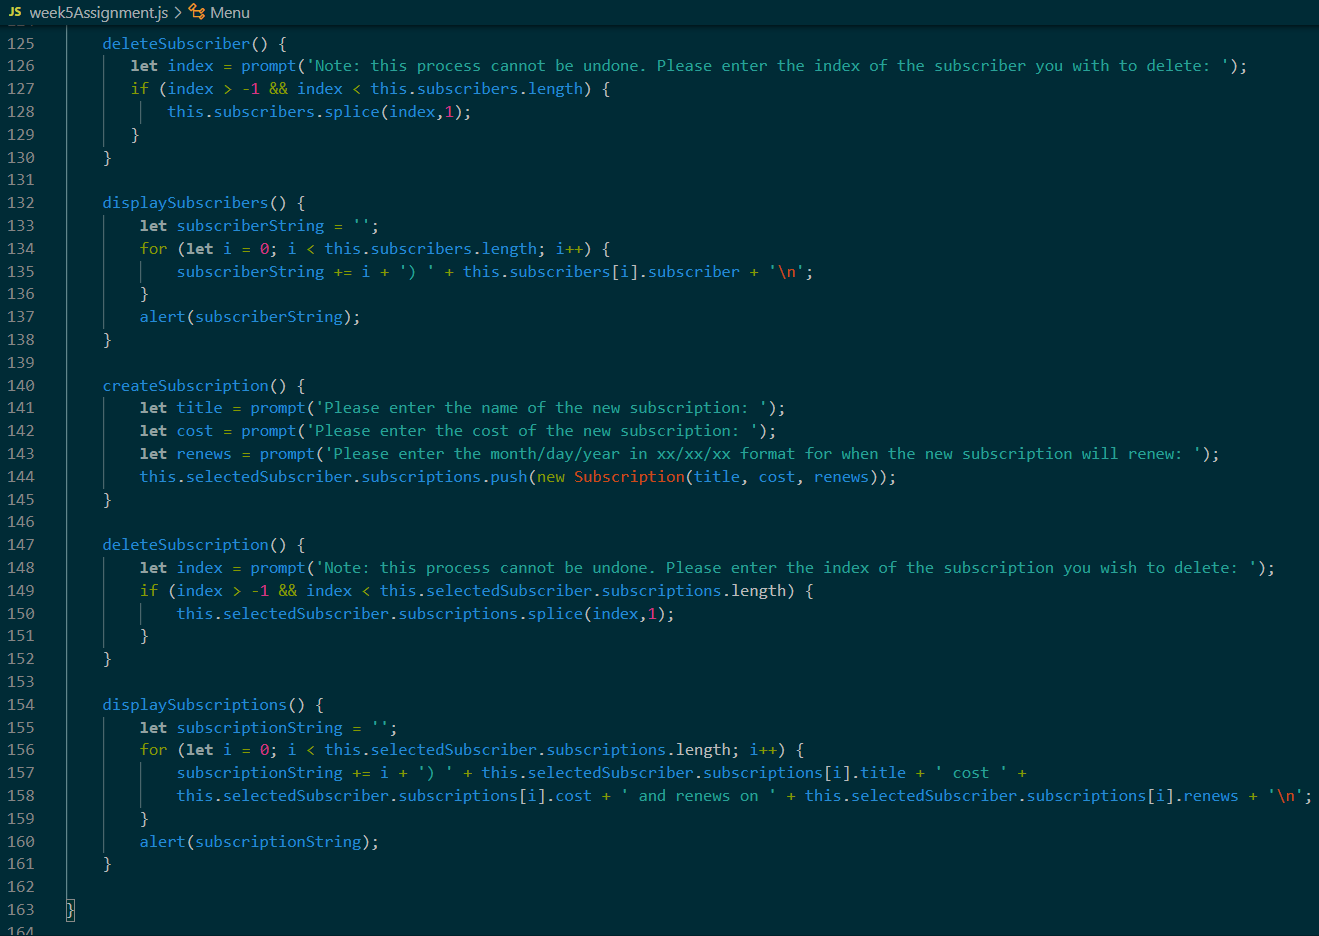 JS week5Assignment.js > Menu
125 deleteSubscriber() {
126 let index = prompt('Note: this process cannot be undone. Please enter the index of the subscriber you with to delete: ');
127 if (index > -1 && index < this.subscribers.length) {
128 this.subscribers.splice(index,1);
129 }
130 }
131
132 displaySubscribers() {
133 let subscriberString = '';
134 for (let i = 0; i < this.subscribers.length; i++) {
135 subscriberString += i + ') ' + this.subscribers[i].subscriber + '\n';
136 }
137 alert(subscriberString);
138 }
139
140 createSubscription() {
141 let title = prompt('Please enter the name of the new subscription: ');
142 let cost = prompt('Please enter the cost of the new subscription: ');
143 let renews = prompt('Please enter the month/day/year in xx/xx/xx format for when the new subscription will renew: ');
144 this.selectedSubscriber.subscriptions.push(new Subscription(title, cost, renews));
145 }
146
147 deleteSubscription() {
148 let index = prompt('Note: this process cannot be undone. Please enter the index of the subscription you wish to delete: ');
149 if (index > -1 && index < this.selectedSubscriber.subscriptions.length) {
150 this.selectedSubscriber.subscriptions.splice(index,1);
151 }
152 }
153
154 displaySubscriptions() {
155 let subscriptionString = '';
156 for (let i = 0; i < this.selectedSubscriber.subscriptions.length; i++) {
157 subscriptionString += i + ') ' + this.selectedSubscriber.subscriptions[i].title + ' cost ' +
158 this.selectedSubscriber.subscriptions[i].cost + ' and renews on ' + this.selectedSubscriber.subscriptions[i].renews + '\n';
159 }
160 alert(subscriptionString);
161 }
162
163 }
164